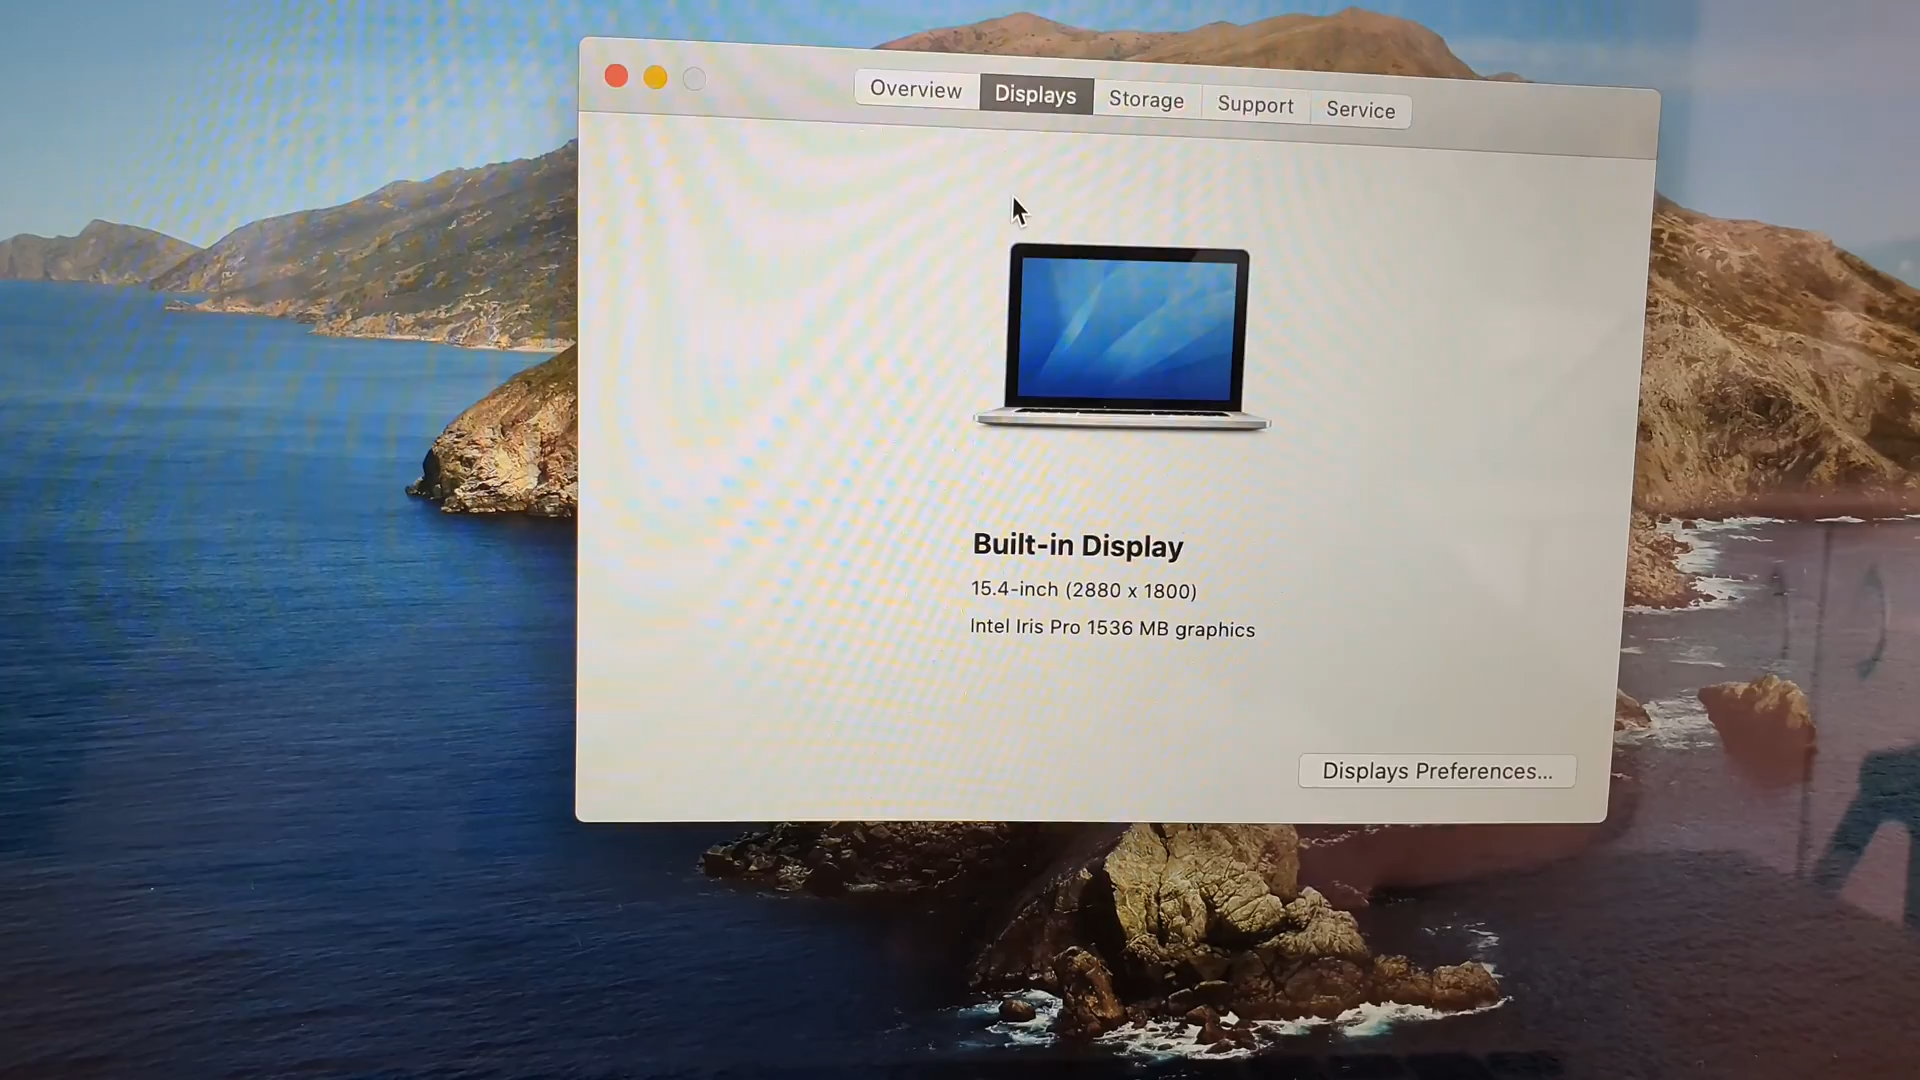 Overview Displays Storage Support Service
Built-in Display
15.4-inch (2880 x 1800)
Intel Iris Pro 1536 MB graphics
Displays Preferences...